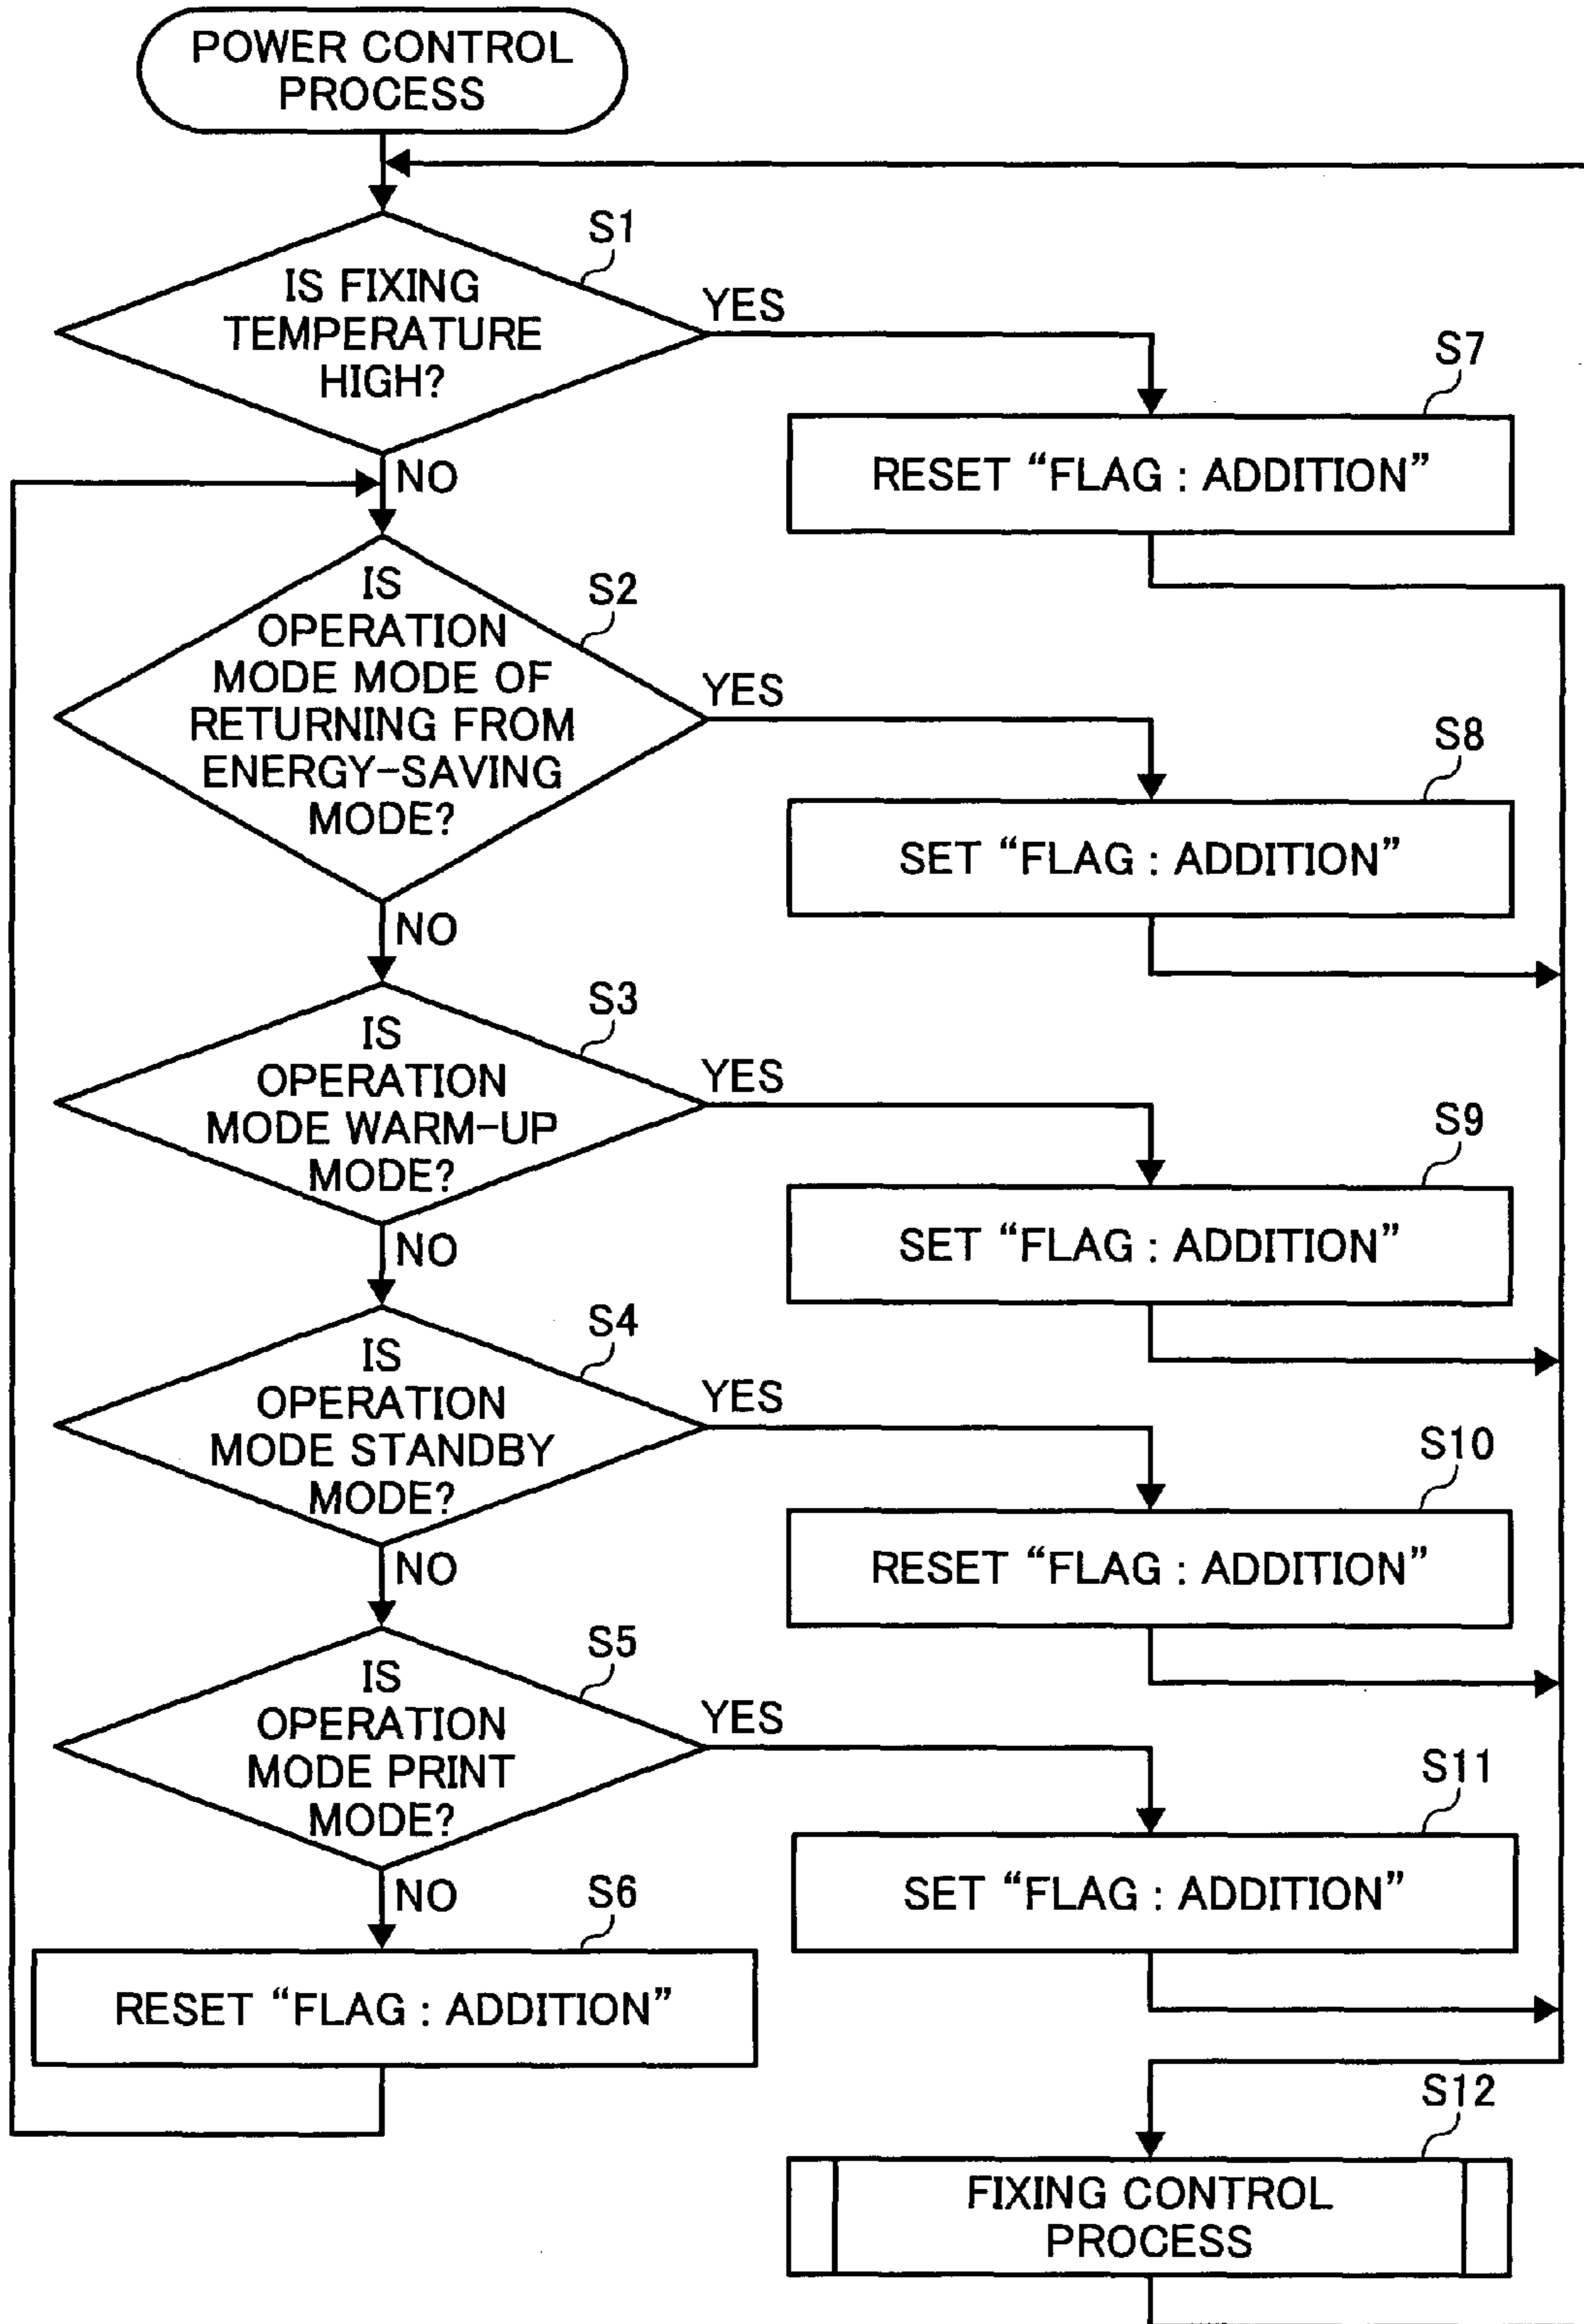 POWER CONTROL
PROCESS
S1
IS FIXING
TEMPERATURE
HIGH?
YES
S7
RESET “FLAG : ADDITION”
NO
S2
IS
OPERATION
MODE MODE OF
RETURNING FROM
ENERGY-SAVING
MODE?
YES
S8
SET “FLAG : ADDITION”
NO
S3
IS
OPERATION
MODE WARM-UP
MODE?
YES
S9
SET “FLAG : ADDITION”
NO
S4
IS
OPERATION
MODE STANDBY
MODE?
YES
S10
RESET “FLAG : ADDITION”
NO
S5
IS
OPERATION
MODE PRINT
MODE?
YES
S11
SET “FLAG : ADDITION”
NO
S6
RESET “FLAG : ADDITION”
S12
FIXING CONTROL
PROCESS